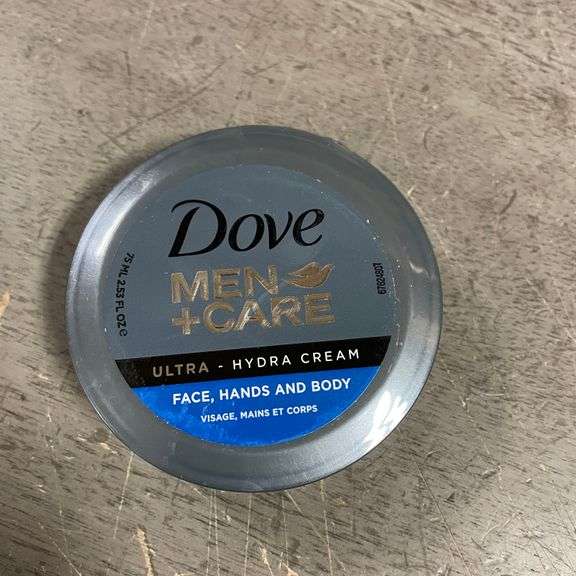 Dove
MEN
+CARE
ULTRA - HYDRA CREAM
FACE, HANDS AND BODY
VISAGE, MAINS ET CORPS
75 ML 2.53 FL.OZ e
67624807